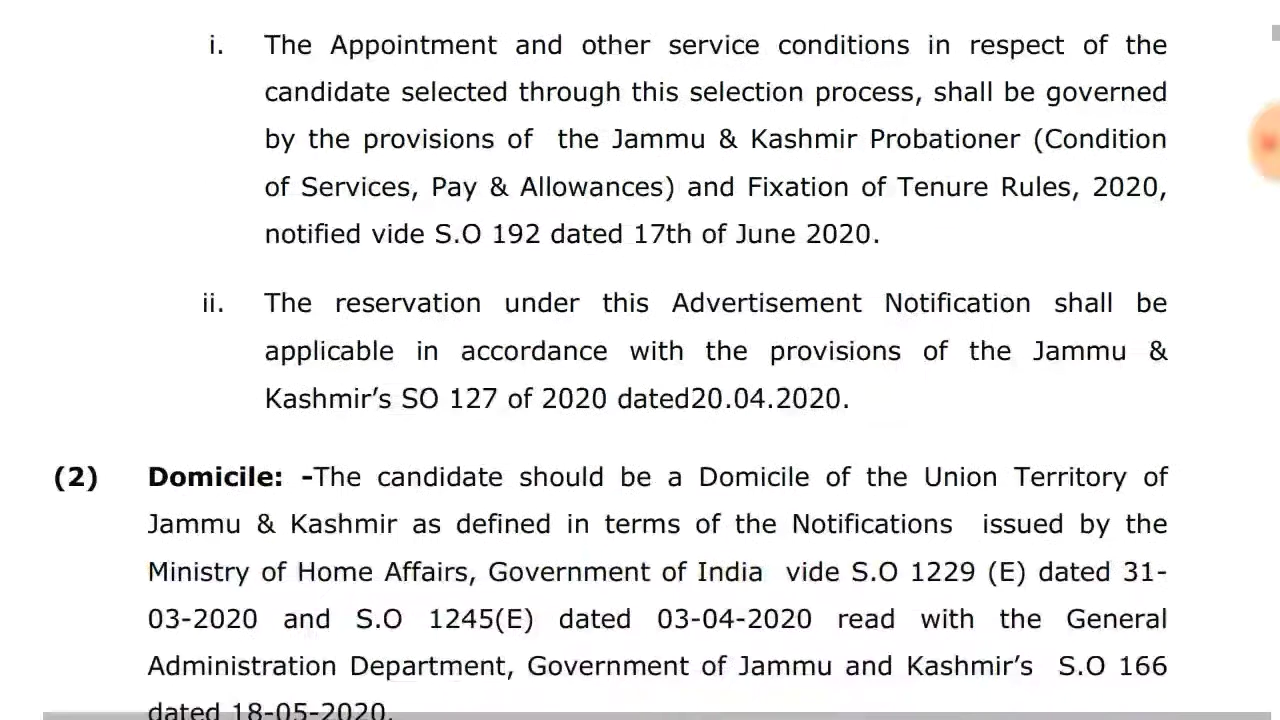 i. The Appointment and other service conditions in respect of the
candidate selected through this selection process, shall be governed
by the provisions of the Jammu & Kashmir Probationer (Condition
of Services, Pay & Allowances) and Fixation of Tenure Rules, 2020,
notified vide S.O 192 dated 17th of June 2020.
ii. The reservation under this Advertisement Notification shall be
applicable in accordance with the provisions of the Jammu &
Kashmir’s SO 127 of 2020 dated20.04.2020.
(2) Domicile: -The candidate should be a Domicile of the Union Territory of
Jammu & Kashmir as defined in terms of the Notifications issued by the
Ministry of Home Affairs, Government of India vide S.O 1229 (E) dated 31-
03-2020 and S.O 1245(E) dated 03-04-2020 read with the General
Administration Department, Government of Jammu and Kashmir’s S.O 166
dated 18-05-2020.